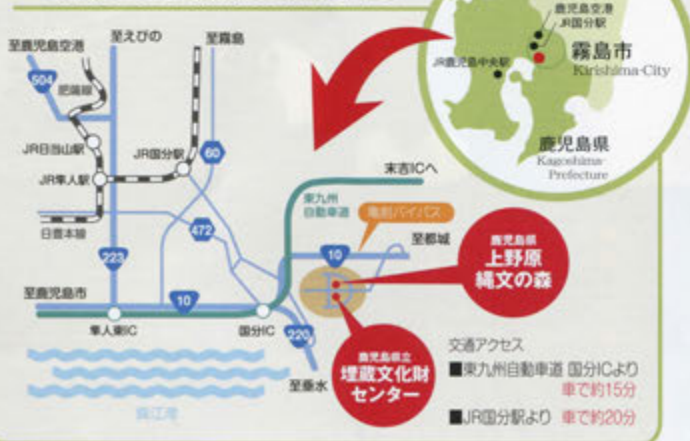 鹿児島空港
JR国分駅
霧島市
Kirishima-City
JR鹿児島中央駅
鹿児島県
Kagoshima-
Prefecture
至鹿児島空港
至えびの
至霧島
504
肥薩線
JR日当山駅
JR国分駅
60
JR隼人駅
末吉ICへ
東九州
自動車道
亀割バイパス
日豊本線
472
至都城
223
10
鹿児島県
上野原
縄文の森
至鹿児島市
10
隼人東IC
国分IC
220
鹿児島県立
埋蔵文化財
センター
至垂水
錦江湾
交通アクセス
■東九州自動車道 国分ICより
車で約15分
■JR国分駅より 車で約20分